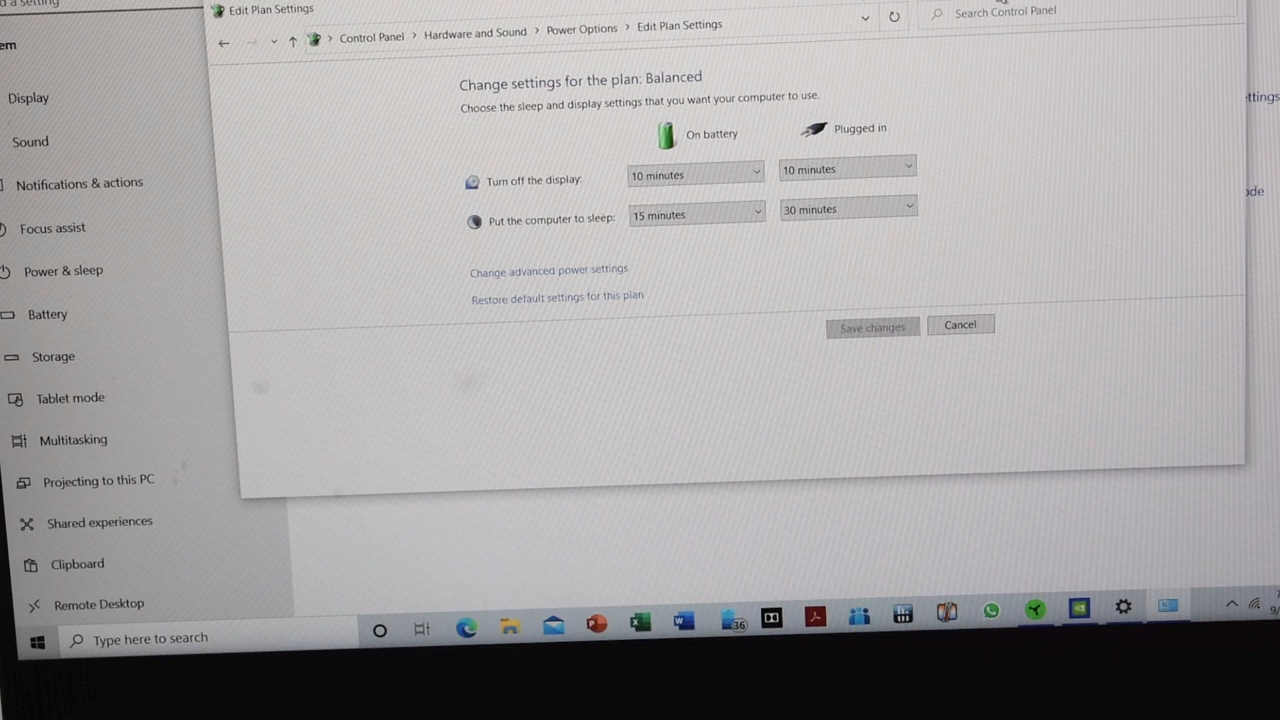 Edit Plan Settings
Control Panel > Hardware and Sound > Power Options > Edit Plan Settings
Search Control Panel
Change settings for the plan: Balanced
Choose the sleep and display settings that you want your computer to use.
On battery Plugged in
Turn off the display: 10 minutes 10 minutes
Put the computer to sleep: 15 minutes 30 minutes
Change advanced power settings
Restore default settings for this plan
Save changes Cancel
Display
Sound
Notifications & actions
Focus assist
Power & sleep
Battery
Storage
Tablet mode
Multitasking
Projecting to this PC
Shared experiences
Clipboard
Remote Desktop
Type here to search
36